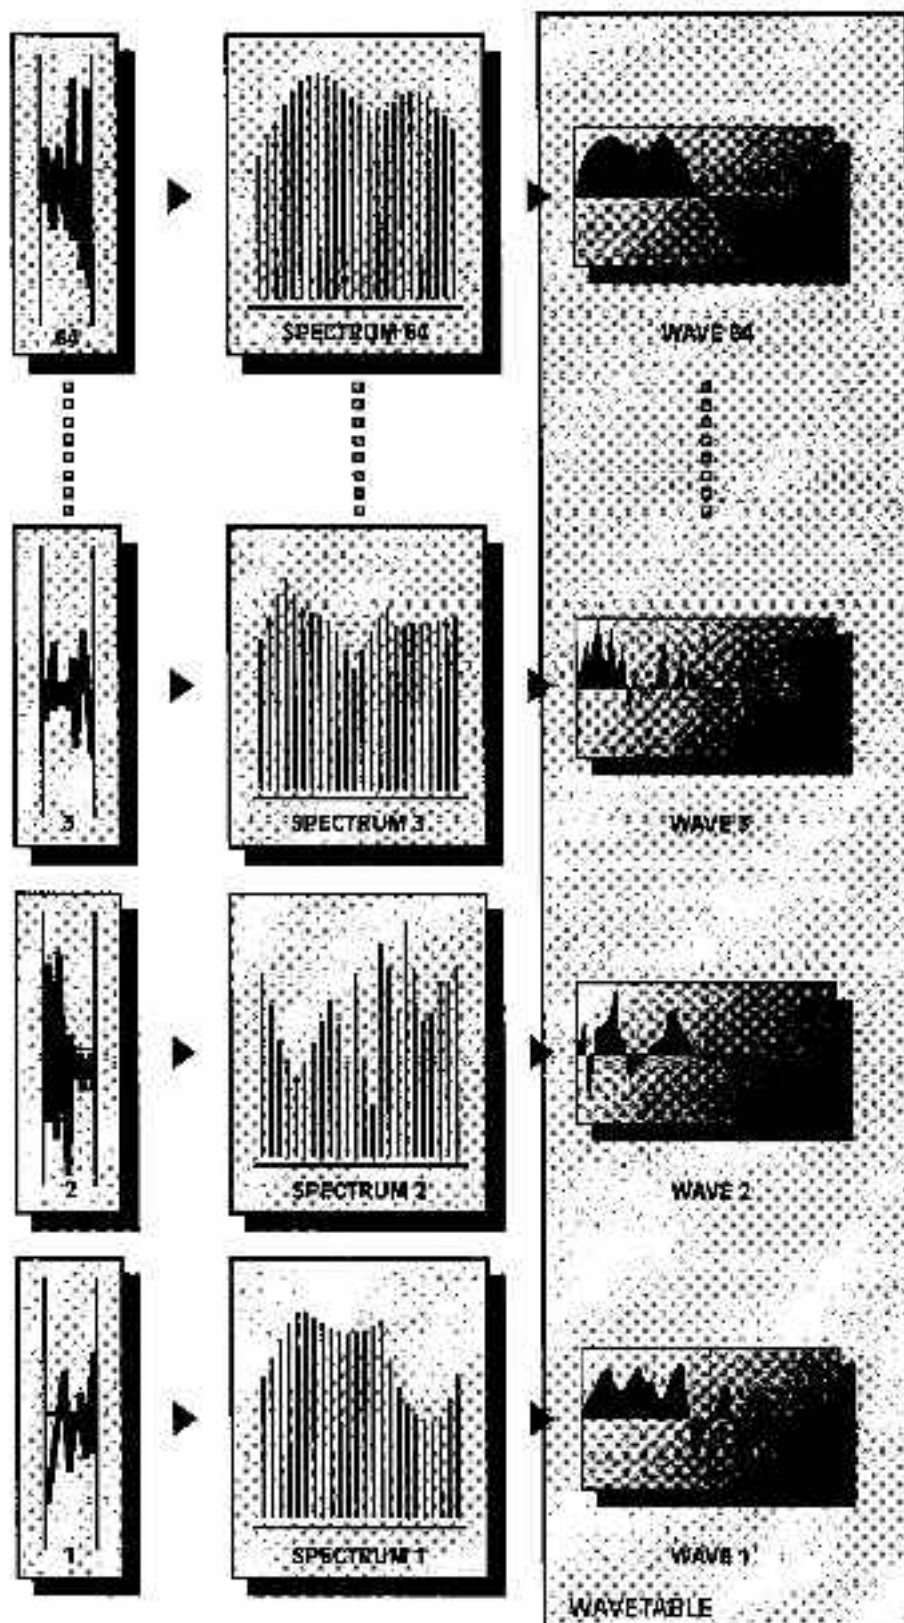 64
SPECTRUM 64
WAVE 64
3
SPECTRUM 3
WAVE 3
2
SPECTRUM 2
WAVE 2
1
SPECTRUM 1
WAVE 1
WAVETABLE